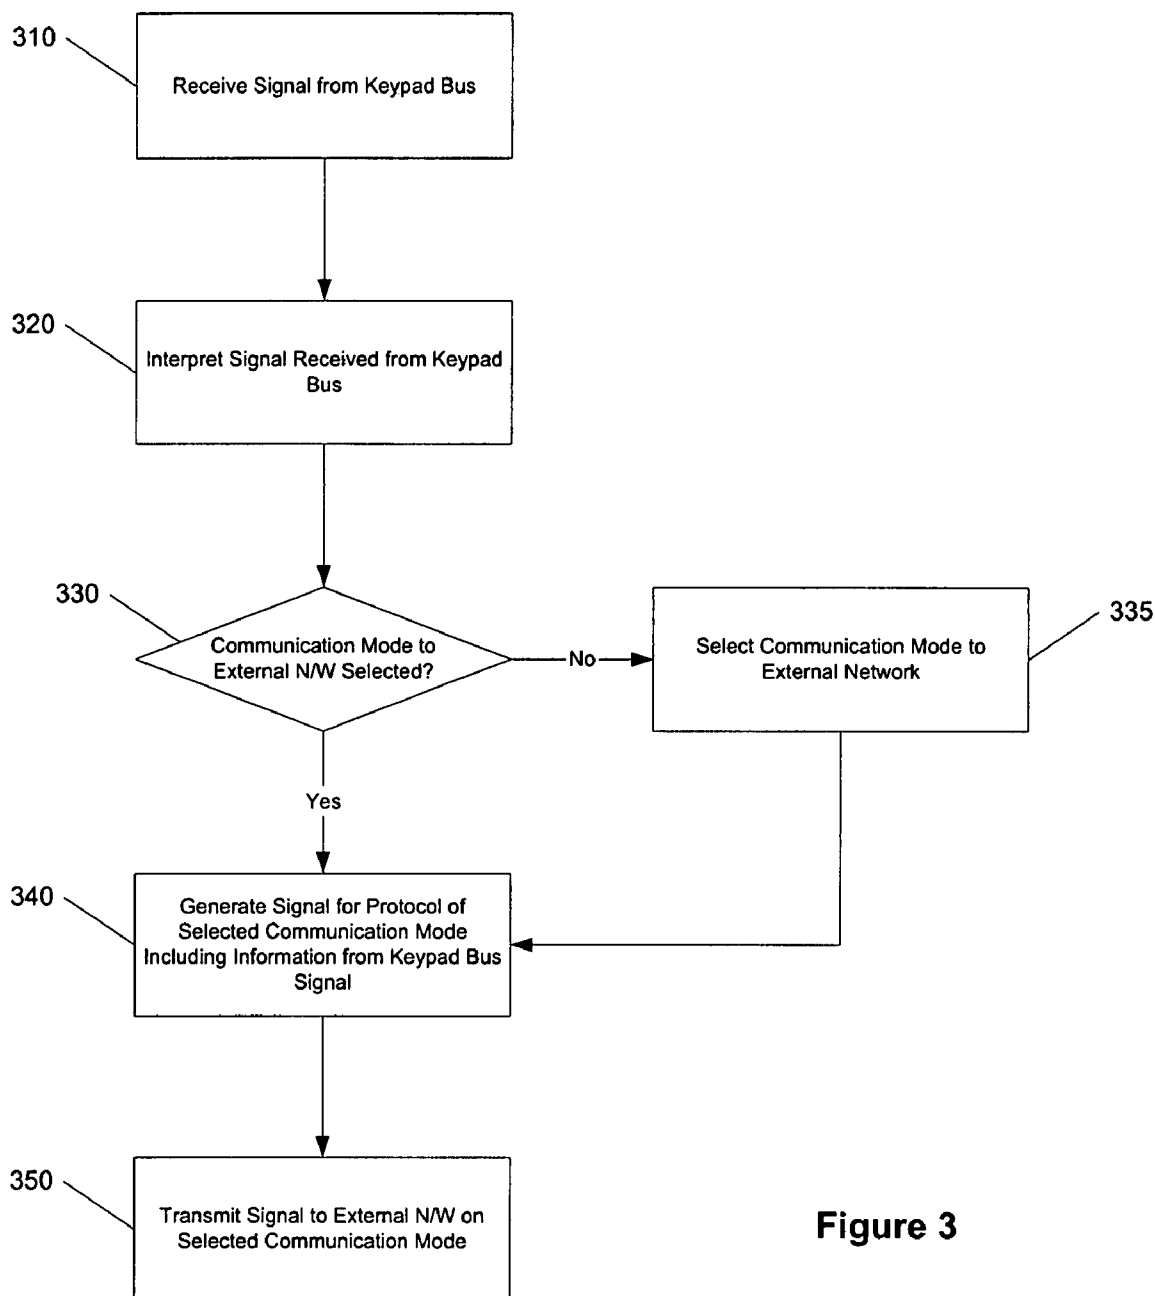 310
Receive Signal from Keypad Bus
320
Interpret Signal Received from Keypad
Bus
330
Communication Mode to
External N/W Selected?
No
Select Communication Mode to
External Network
335
Yes
340
Generate Signal for Protocol of
Selected Communication Mode
Including Information from Keypad Bus
Signal
350
Transmit Signal to External N/W on
Selected Communication Mode
Figure 3